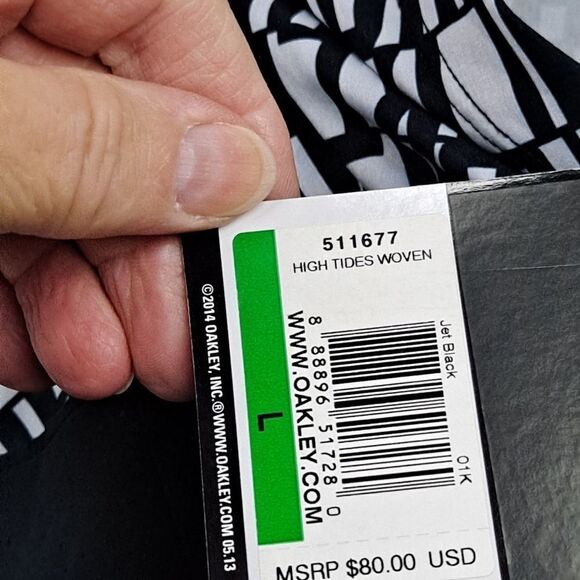 511677
HIGH TIDES WOVEN
©2014 OAKLEY, INC.®WWW.OAKLEY.COM 05.13
L
WWW.OAKLEY.COM
8 88896 51728 0
Jet Black
01K
MSRP $80.00 USD